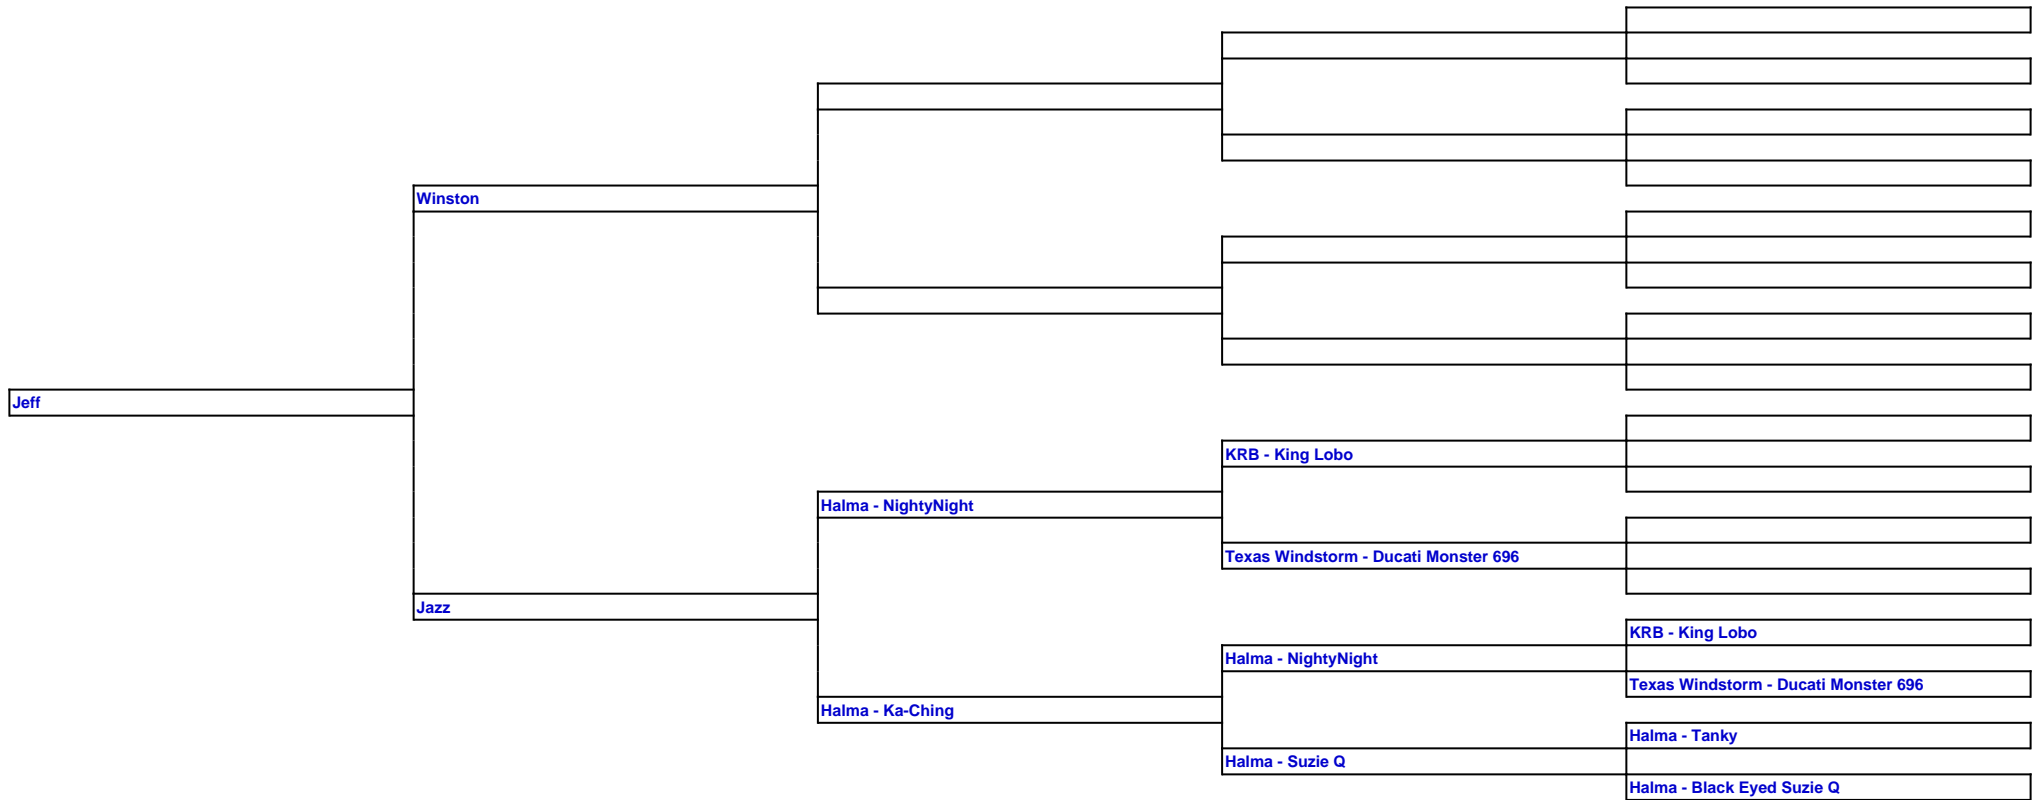 Winston
Jeff
KRB - King Lobo
Halma - NightyNight
Texas Windstorm - Ducati Monster 696
Jazz
KRB - King Lobo
Halma - NightyNight
Texas Windstorm - Ducati Monster 696
Halma - Ka-Ching
Halma - Tanky
Halma - Suzie Q
Halma - Black Eyed Suzie Q